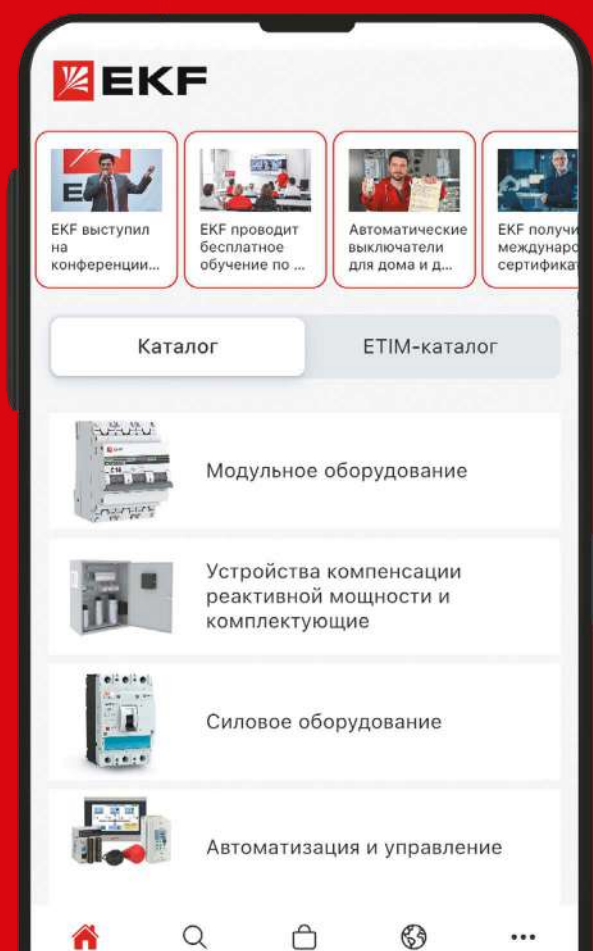 EKF
EKF выступил
на
конференции...
EKF проводит
бесплатное
обучение по ...
Автоматические
выключатели
для дома и д...
EKF получи
междунаро
сертифика
Каталог
ETIM-каталог
Модульное оборудование
Устройства компенсации
реактивной мощности и
комплектующие
Силовое оборудование
Автоматизация и управление